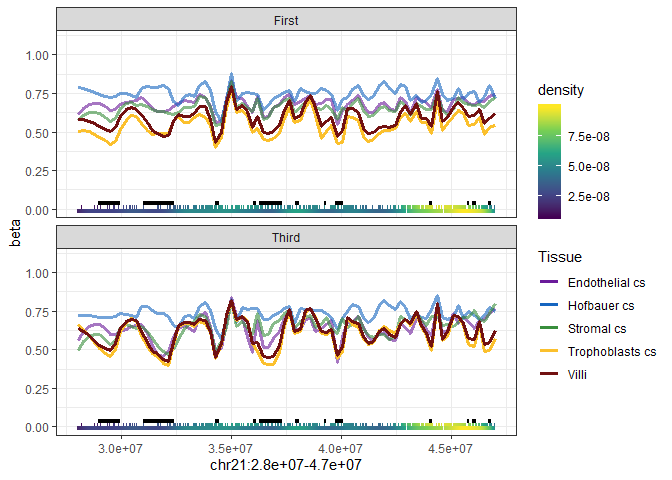 First
1.00
0.75
0.50
0.25
0.00
beta
Third
1.00
0.75
0.50
0.25
0.00
3.0e+07 3.5e+07 4.0e+07 4.5e+07
chr21:2.8e+07-4.7e+07
density
7.5e-08
5.0e-08
2.5e-08
Tissue
Endothelial cs
Hofbauer cs
Stromal cs
Trophoblasts cs
Villi